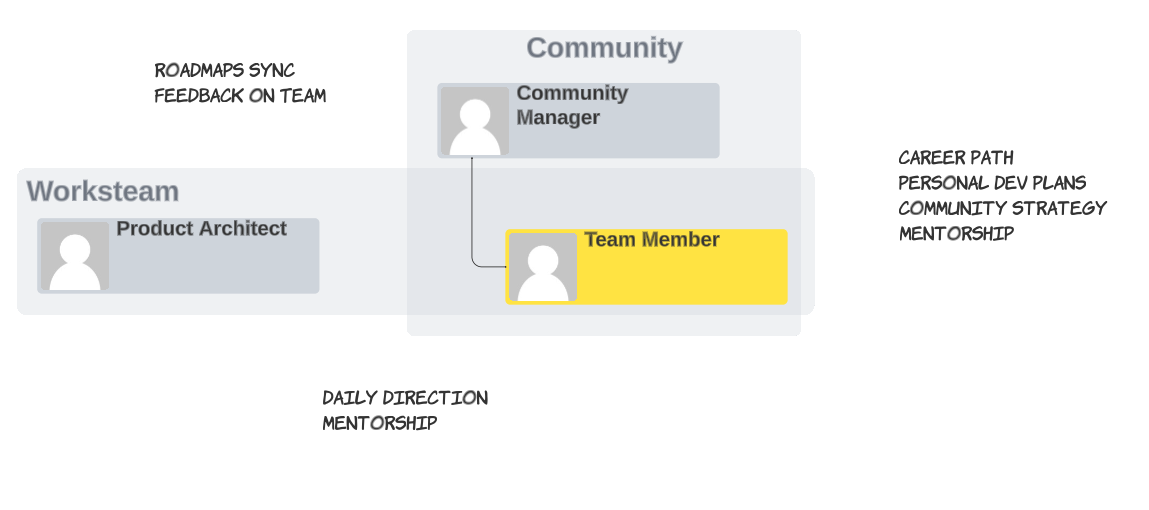 Community
ROADMAPS SYNC
FEEDBACK ON TEAM
Community
Manager
CAREER PATH
PERSONAL DEV PLANS
COMMUNITY STRATEGY
MENTORSHIP
Worksteam
Product Architect
Team Member
DAILY DIRECTION
MENTORSHIP